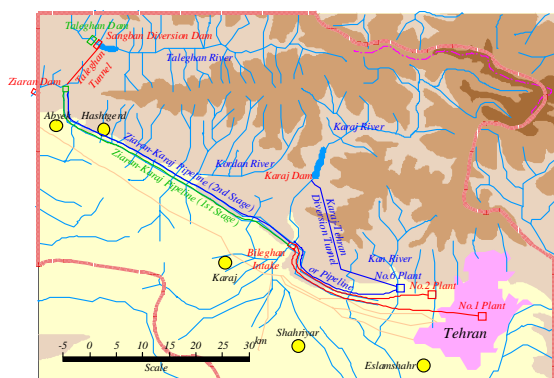 Taleghan Dam
Sangban Diversion Dam
Taleghan River
Taleghan
Tunnel
Ziaran Dam
Abyek
Hashtgerd
Karaj River
Ziaran-Karaj Pipeline (2nd Stage)
Ziaran-Karaj Pipeline (1st Stage)
Kordan River
Karaj Dam
Karaj-Tehran
Diversion Tunnel
Bileghan
Intake
or Pipeline
Kan River
Karaj
No.6 Plant
No.2 Plant
No.1 Plant
Tehran
Shahriyar
Eslamshahr
-5 0 5 10 15 20 25 30 km
Scale